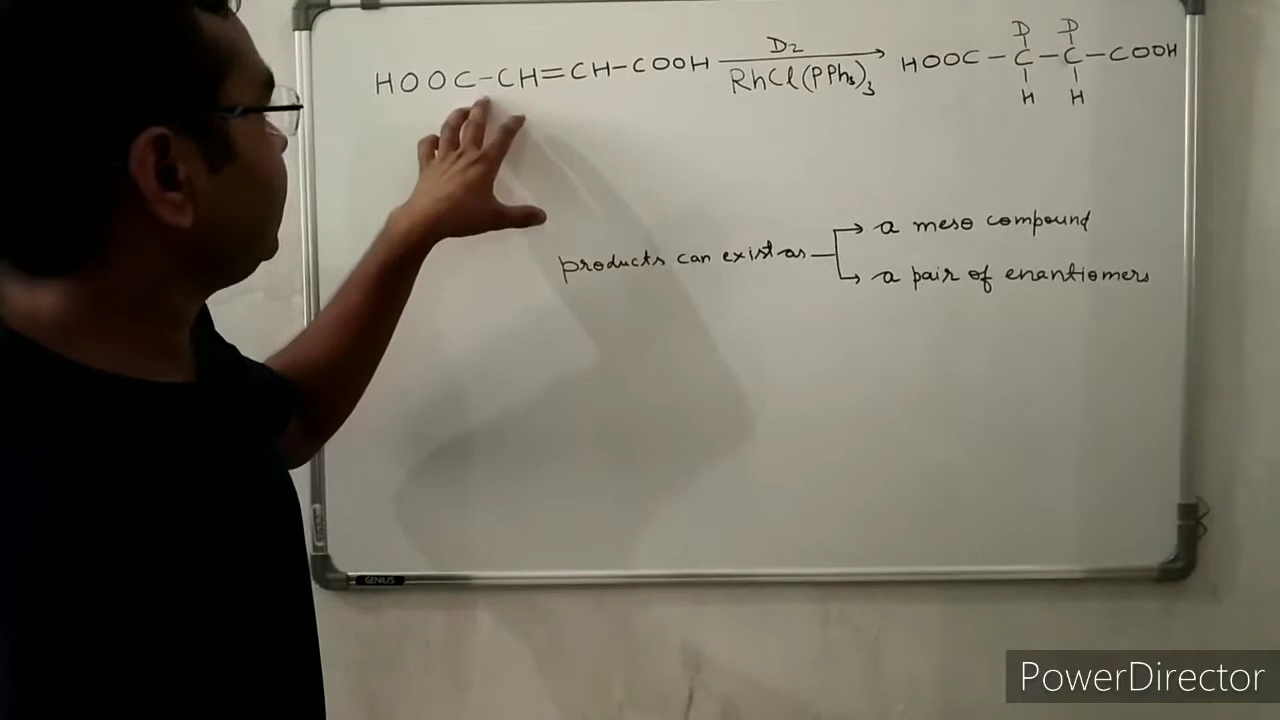 HOOC-CH=CH-COOH D2 RhCl(PPh3)3 → HOOC-C-C-COOH
D D
H H
products can exist as → a meso compound
→ a pair of enantiomers
GENIUS
PowerDirector